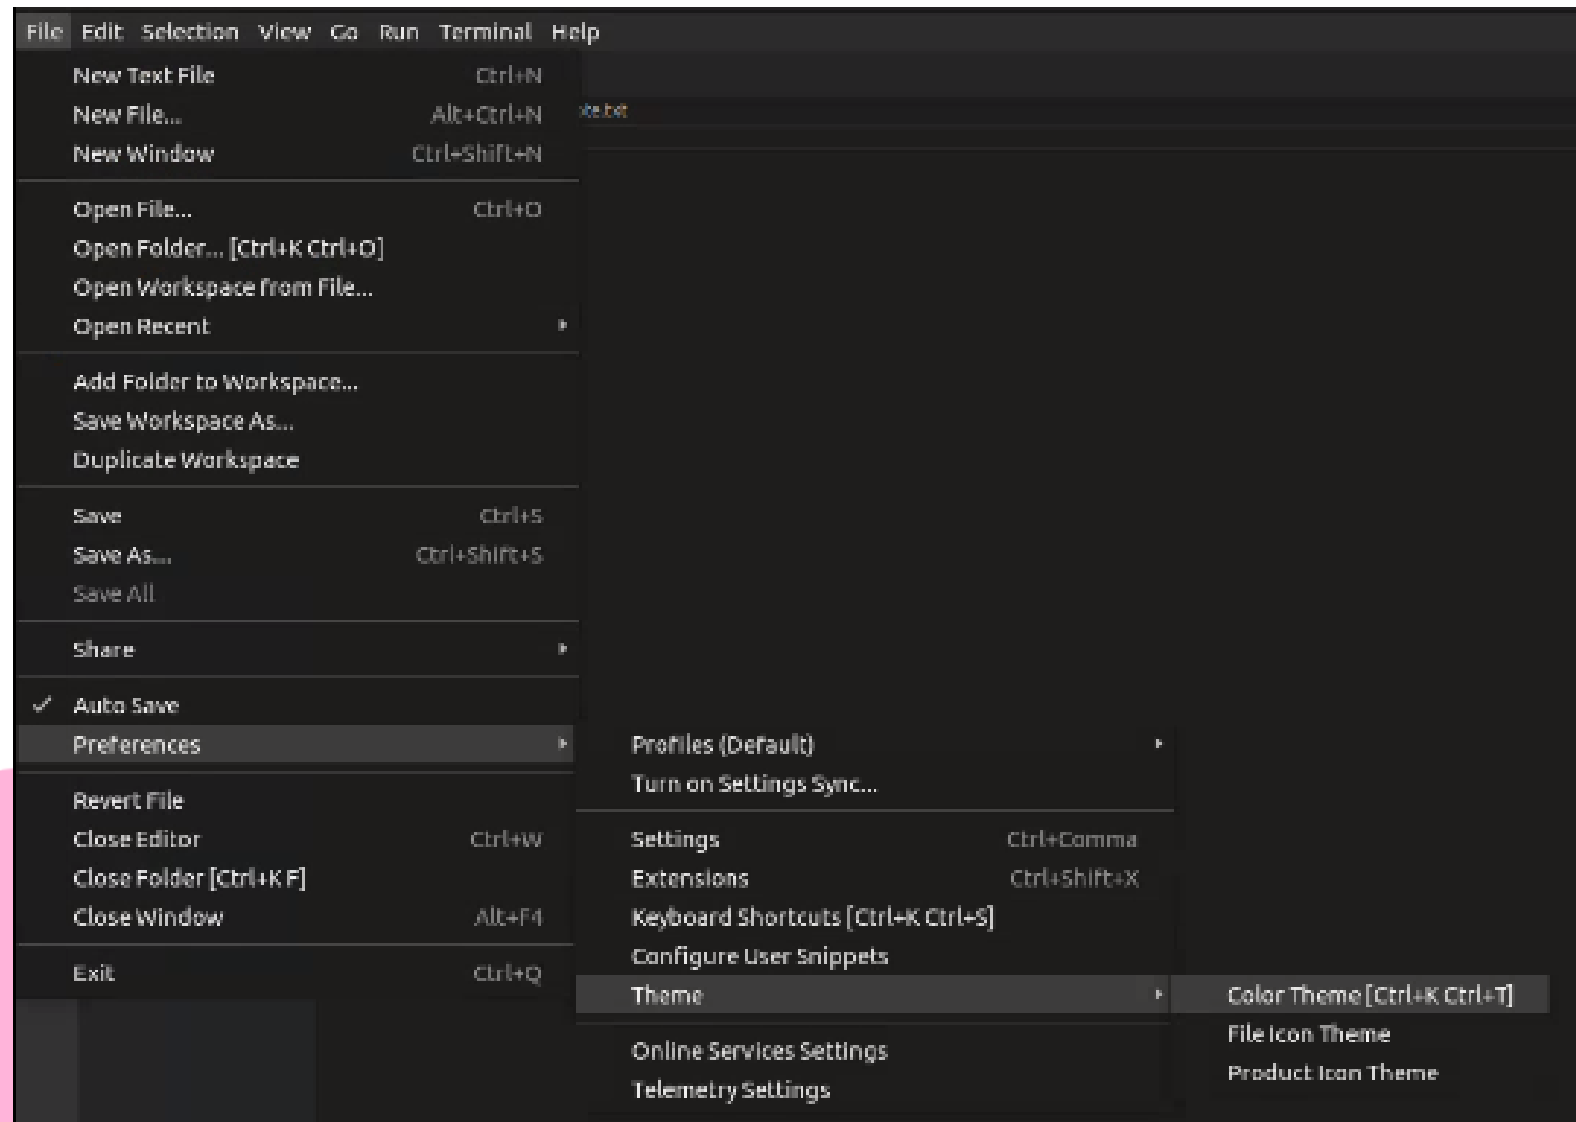 File Edit Selection View Go Run Terminal Help
New Text File Ctrl+N
New File... Alt+Ctrl+N
New Window Ctrl+Shift+N
Open File... Ctrl+O
Open Folder... [Ctrl+K Ctrl+O]
Open Workspace from File...
Open Recent
Add Folder to Workspace...
Save Workspace As...
Duplicate Workspace
Save Ctrl+S
Save As... Ctrl+Shift+S
Save All
Share
Auto Save
Preferences
Revert File
Close Editor Ctrl+W
Close Folder [Ctrl+K F]
Close Window Alt+F4
Exit Ctrl+Q
Profiles (Default)
Turn on Settings Sync...
Settings Ctrl+Comma
Extensions Ctrl+Shift+X
Keyboard Shortcuts [Ctrl+K Ctrl+S]
Configure User Snippets
Theme
Online Services Settings
Telemetry Settings
Color Theme [Ctrl+K Ctrl+T]
File Icon Theme
Product Icon Theme